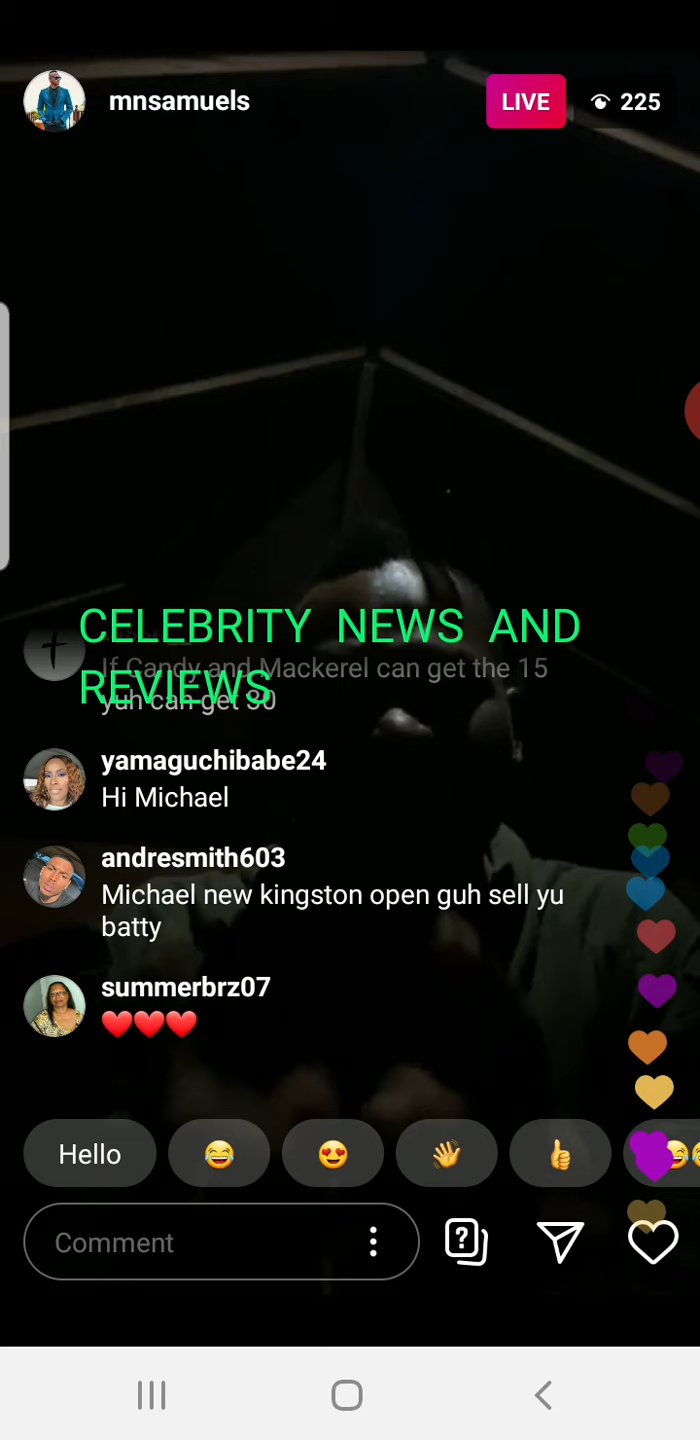 mnsamuels
LIVE
225
CELEBRITY NEWS AND
If Candy and Mackerel can get the 15
REVIEWS
yuh can get 30
yamaguchibabe24
Hi Michael
andresmith603
Michael new kingston open guh sell yu
batty
summerbrz07
❤️❤️❤️
Hello
😂
😍
👋
👍
Comment